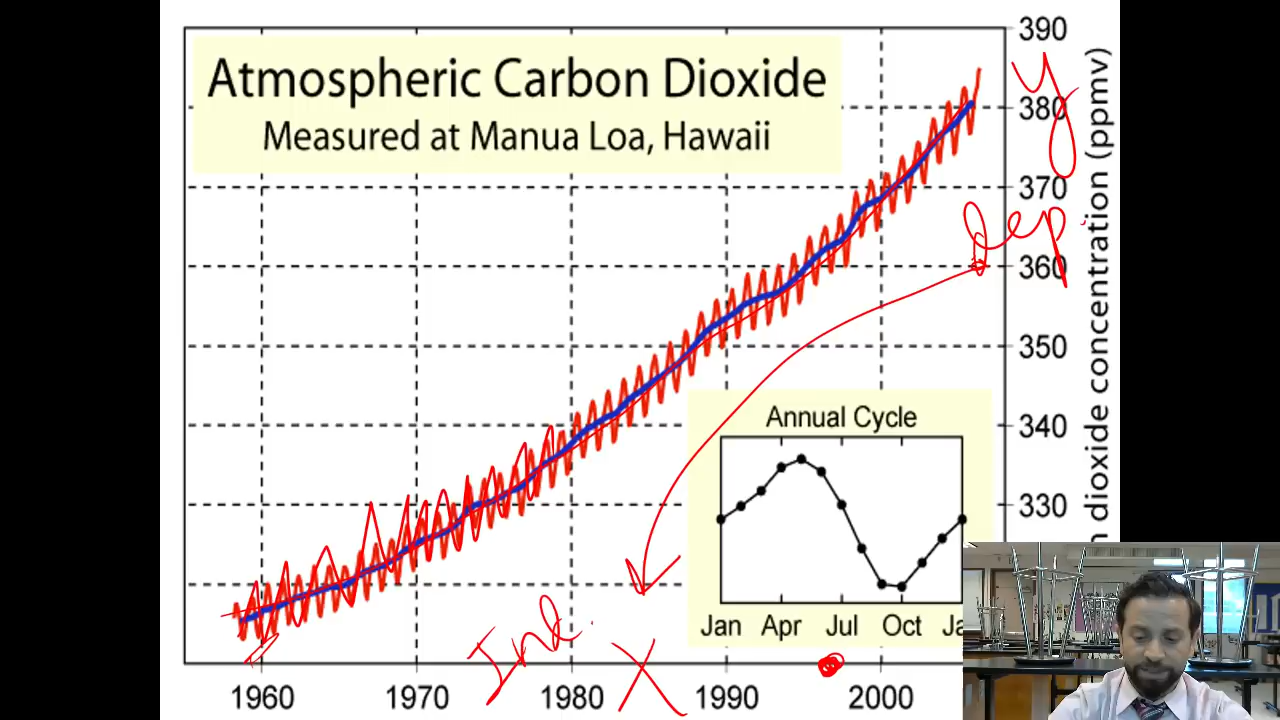 Atmospheric Carbon Dioxide
Measured at Manua Loa, Hawaii
390
380
370
360
350
340
330
y
Dep.
dioxide concentration (ppmv)
Annual Cycle
Jan Apr Jul Oct
Ind.
X
1960 1970 1980 1990 2000